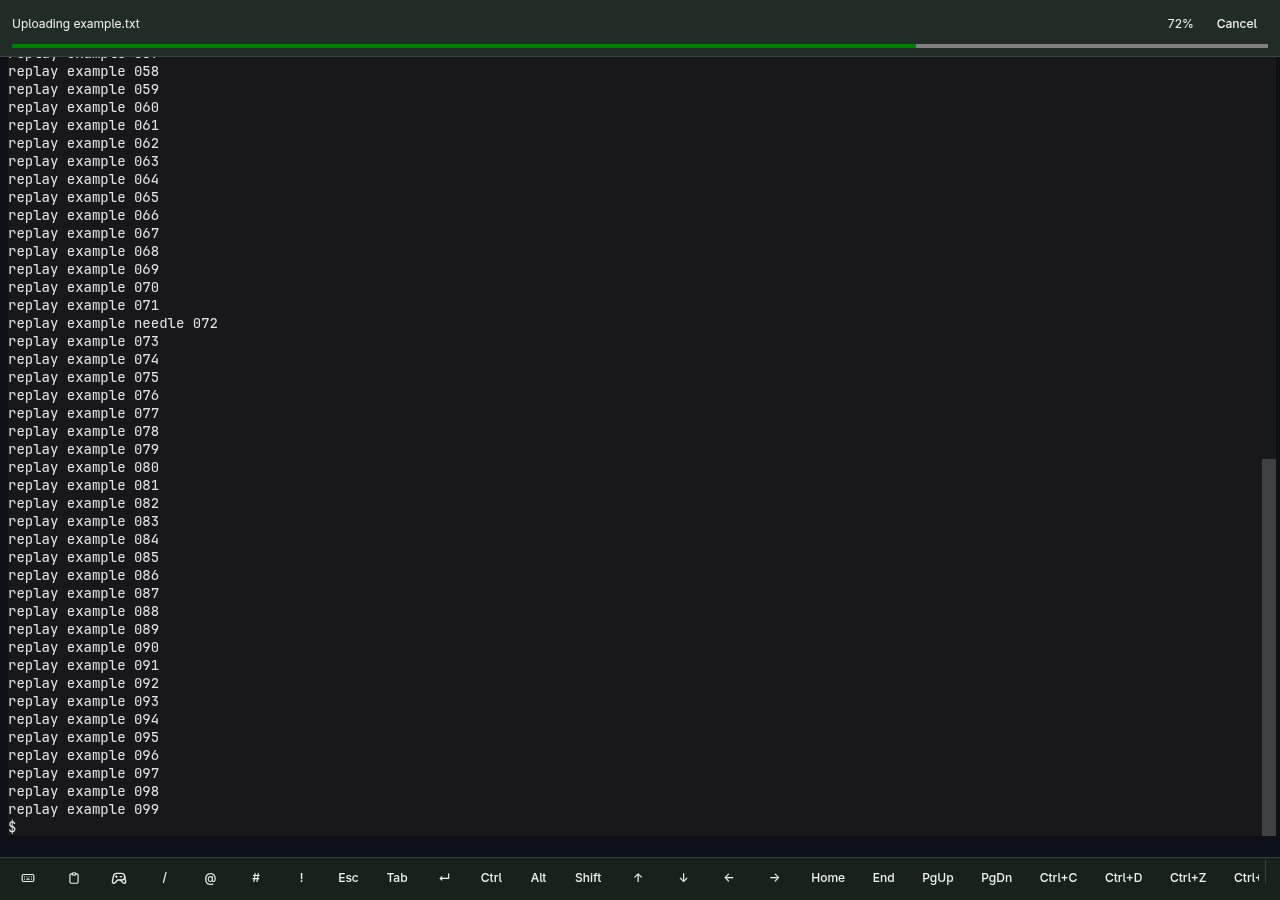 Uploading example.txt 72% Cancel
replay example 058
replay example 059
replay example 060
replay example 061
replay example 062
replay example 063
replay example 064
replay example 065
replay example 066
replay example 067
replay example 068
replay example 069
replay example 070
replay example 071
replay example needle 072
replay example 073
replay example 074
replay example 075
replay example 076
replay example 077
replay example 078
replay example 079
replay example 080
replay example 081
replay example 082
replay example 083
replay example 084
replay example 085
replay example 086
replay example 087
replay example 088
replay example 089
replay example 090
replay example 091
replay example 092
replay example 093
replay example 094
replay example 095
replay example 096
replay example 097
replay example 098
replay example 099
$
/ @ # ! Esc Tab ↵ Ctrl Alt Shift ↑ ↓ ← → Home End PgUp PgDn Ctrl+C Ctrl+D Ctrl+Z